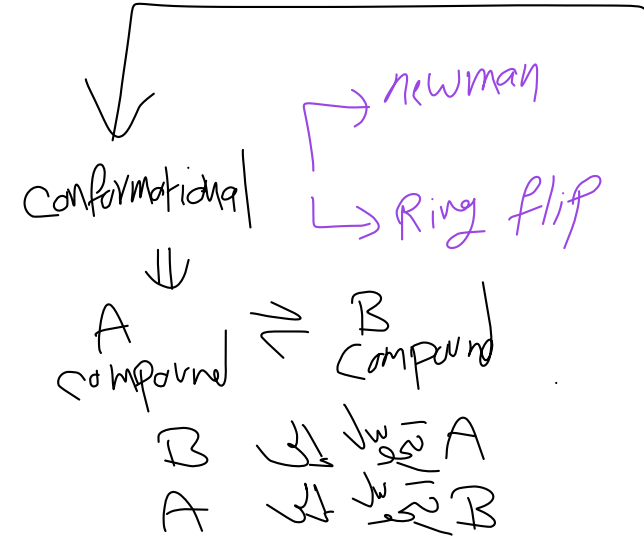 newman
conformational
Ring flip
A ⇌ B
compound compound
B A
A B